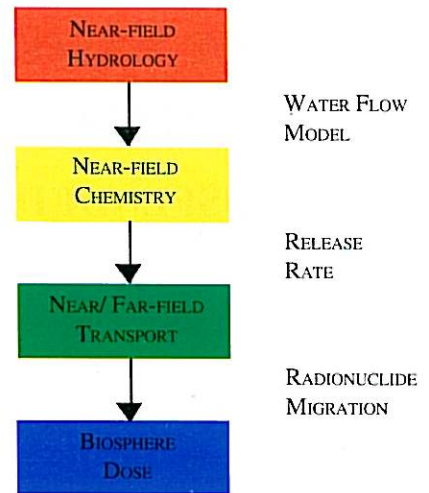 NEAR-FIELD
HYDROLOGY
WATER FLOW
MODEL
NEAR-FIELD
CHEMISTRY
RELEASE
RATE
NEAR/ FAR-FIELD
TRANSPORT
RADIONUCLIDE
MIGRATION
BIOSPHERE
DOSE